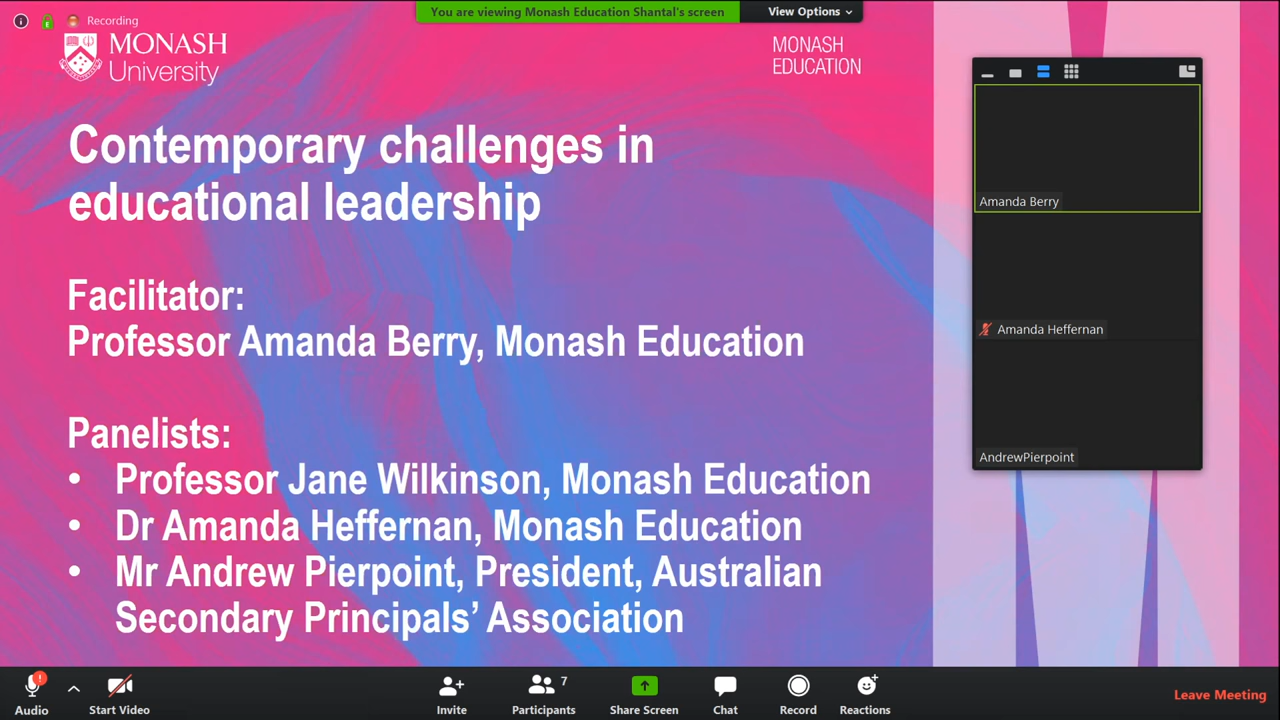 Recording
You are viewing Monash Education Shantal's screen
View Options
MONASH
University
MONASH
EDUCATION
Contemporary challenges in
educational leadership
Facilitator:
Professor Amanda Berry, Monash Education
Panelists:
• Professor Jane Wilkinson, Monash Education
• Dr Amanda Heffernan, Monash Education
• Mr Andrew Pierpoint, President, Australian
Secondary Principals’ Association
Amanda Berry
Amanda Heffernan
AndrewPierpoint
Audio
Start Video
Invite
Participants
7
Share Screen
Chat
Record
Reactions
Leave Meeting